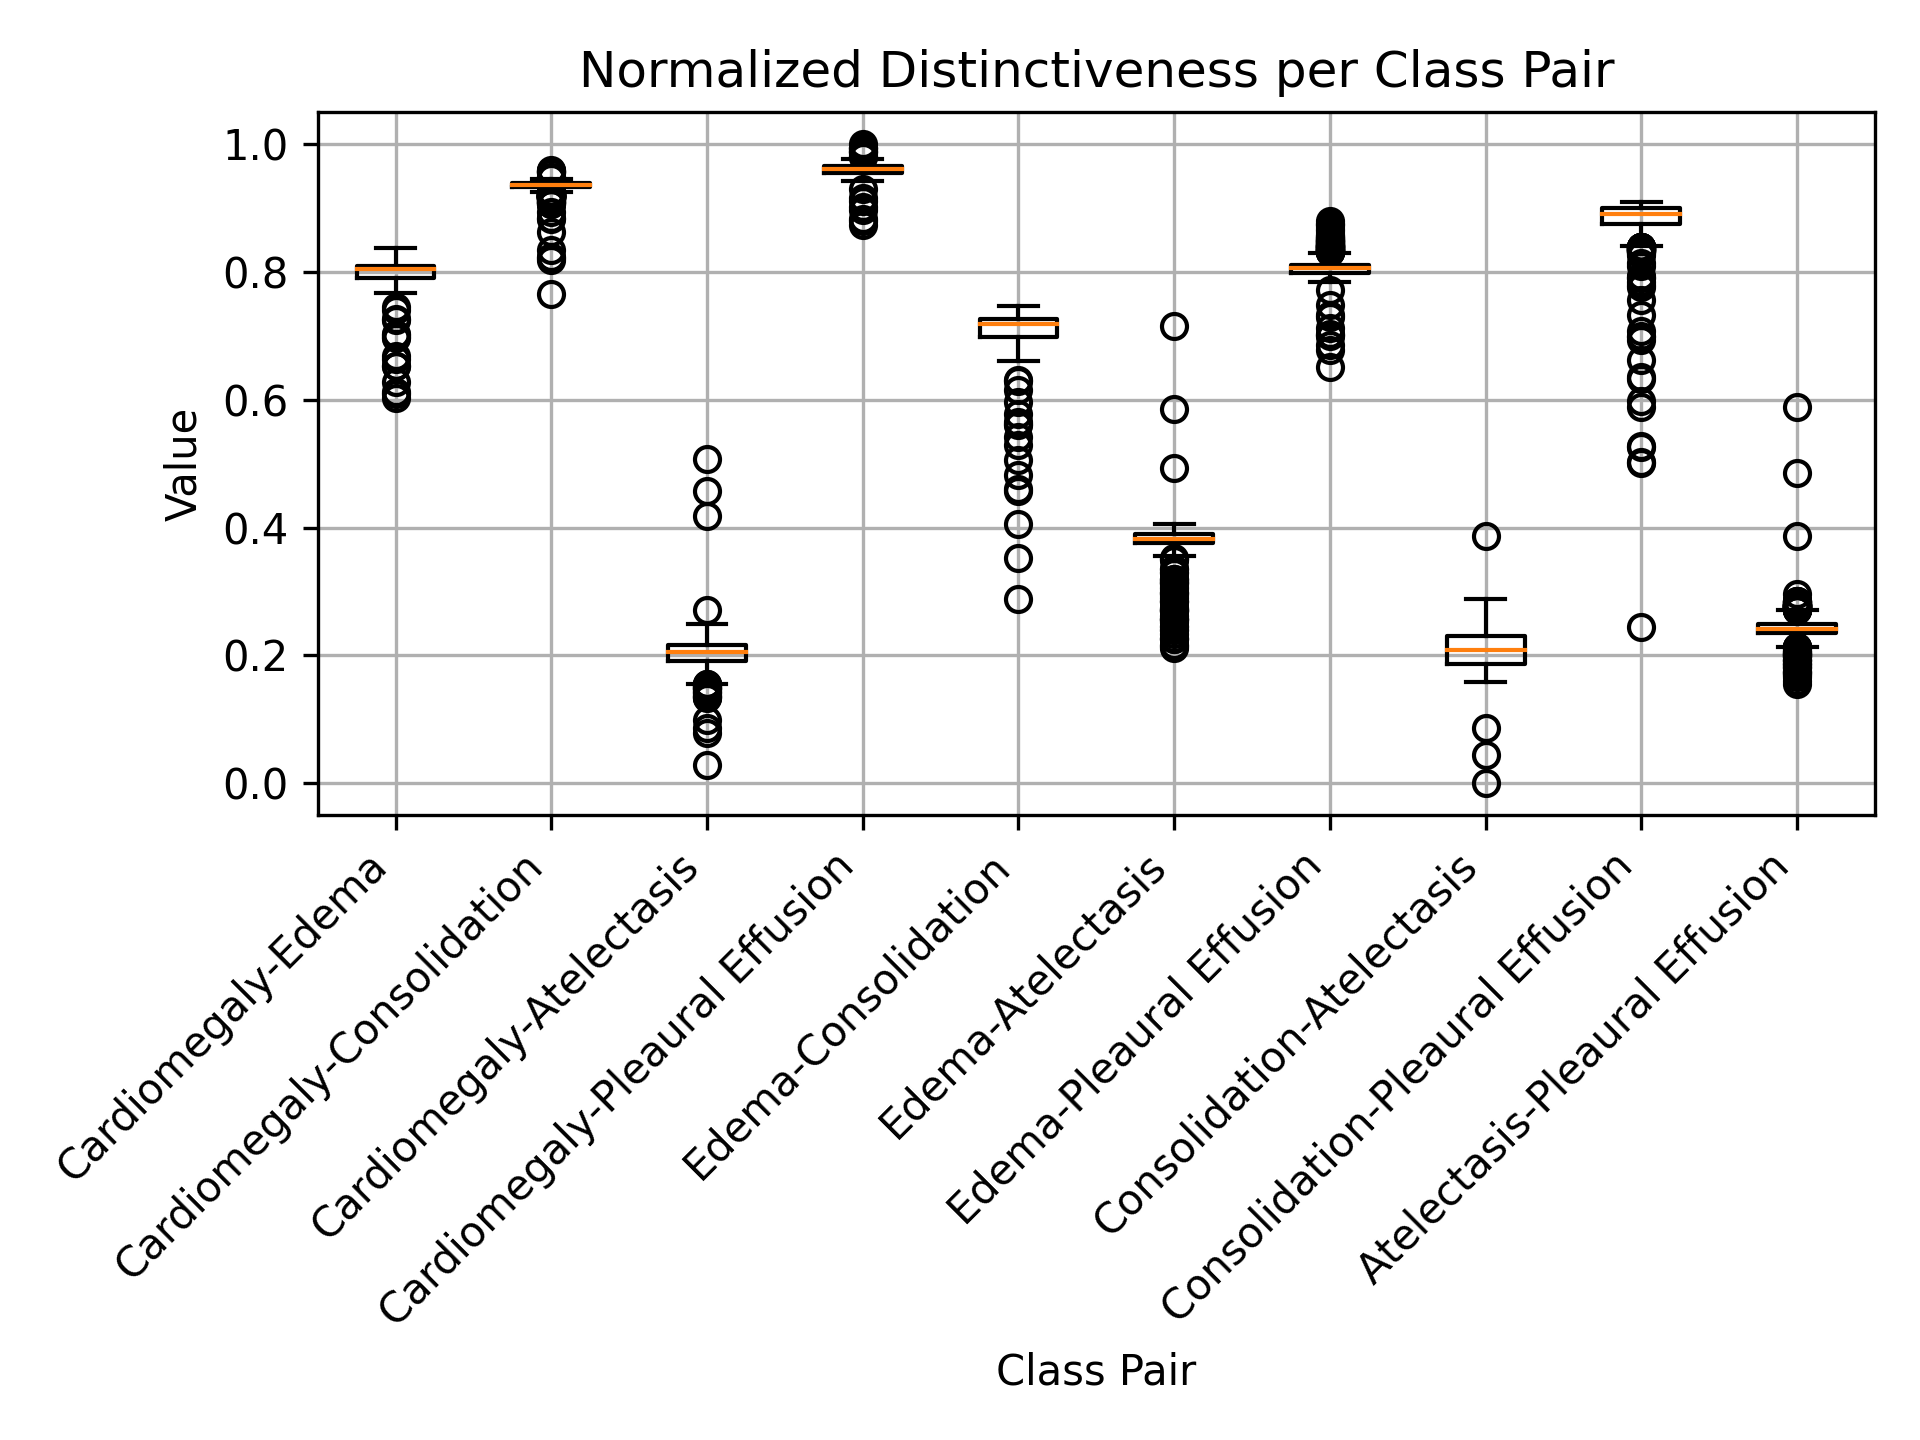 Normalized Distinctiveness per Class Pair
Value
1.0
0.8
0.6
0.4
0.2
0.0
Cardiomegaly-Edema
Cardiomegaly-Consolidation
Cardiomegaly-Atelectasis
Cardiomegaly-Pleaural Effusion
Edema-Consolidation
Edema-Atelectasis
Edema-Pleaural Effusion
Consolidation-Atelectasis
Consolidation-Pleaural Effusion
Atelectasis-Pleaural Effusion
Class Pair